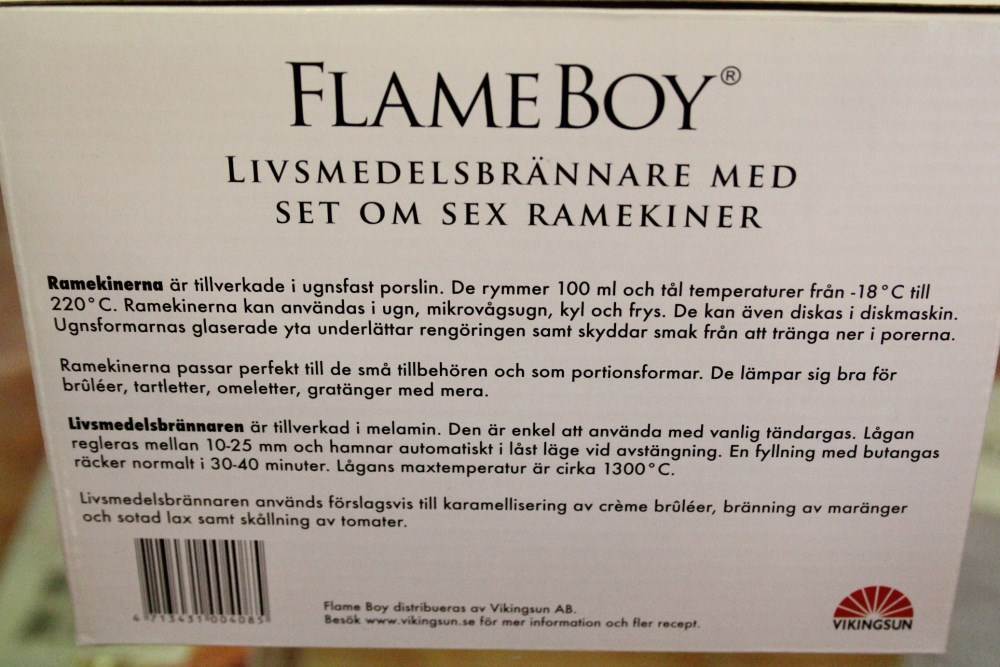 FLAMEBOY®
LIVSMEDELSBRÄNNARE MED
SET OM SEX RAMEKINER
Ramekinerna är tillverkade i ugnsfast porslin. De rymmer 100 ml och tål temperaturer från -18°C till
220°C. Ramekinerna kan användas i ugn, mikrovågsugn, kyl och frys. De kan även diskas i diskmaskin.
Ugnsformarnas glaserade yta underlättar rengöringen samt skyddar smak från att tränga ner i porerna.
Ramekinerna passar perfekt till de små tillbehören och som portionsformar. De lämpar sig bra för
brûléer, tartletter, omeletter, gratänger med mera.
Livsmedelsbrännaren är tillverkad i melamin. Den är enkel att använda med vanlig tändargas. Lågan
regleras mellan 10-25 mm och hamnar automatiskt i låst läge vid avstängning. En fyllning med butangas
räcker normalt i 30-40 minuter. Lågans maxtemperatur är cirka 1300°C.
Livsmedelsbrännaren används förslagsvis till karamellisering av crème brûléer, bränning av maränger
och sotad lax samt skållning av tomater.
4 713431 004085
Flame Boy distribueras av Vikingsun AB.
Besök www.vikingsun.se för mer information och fler recept.
VIKINGSUN